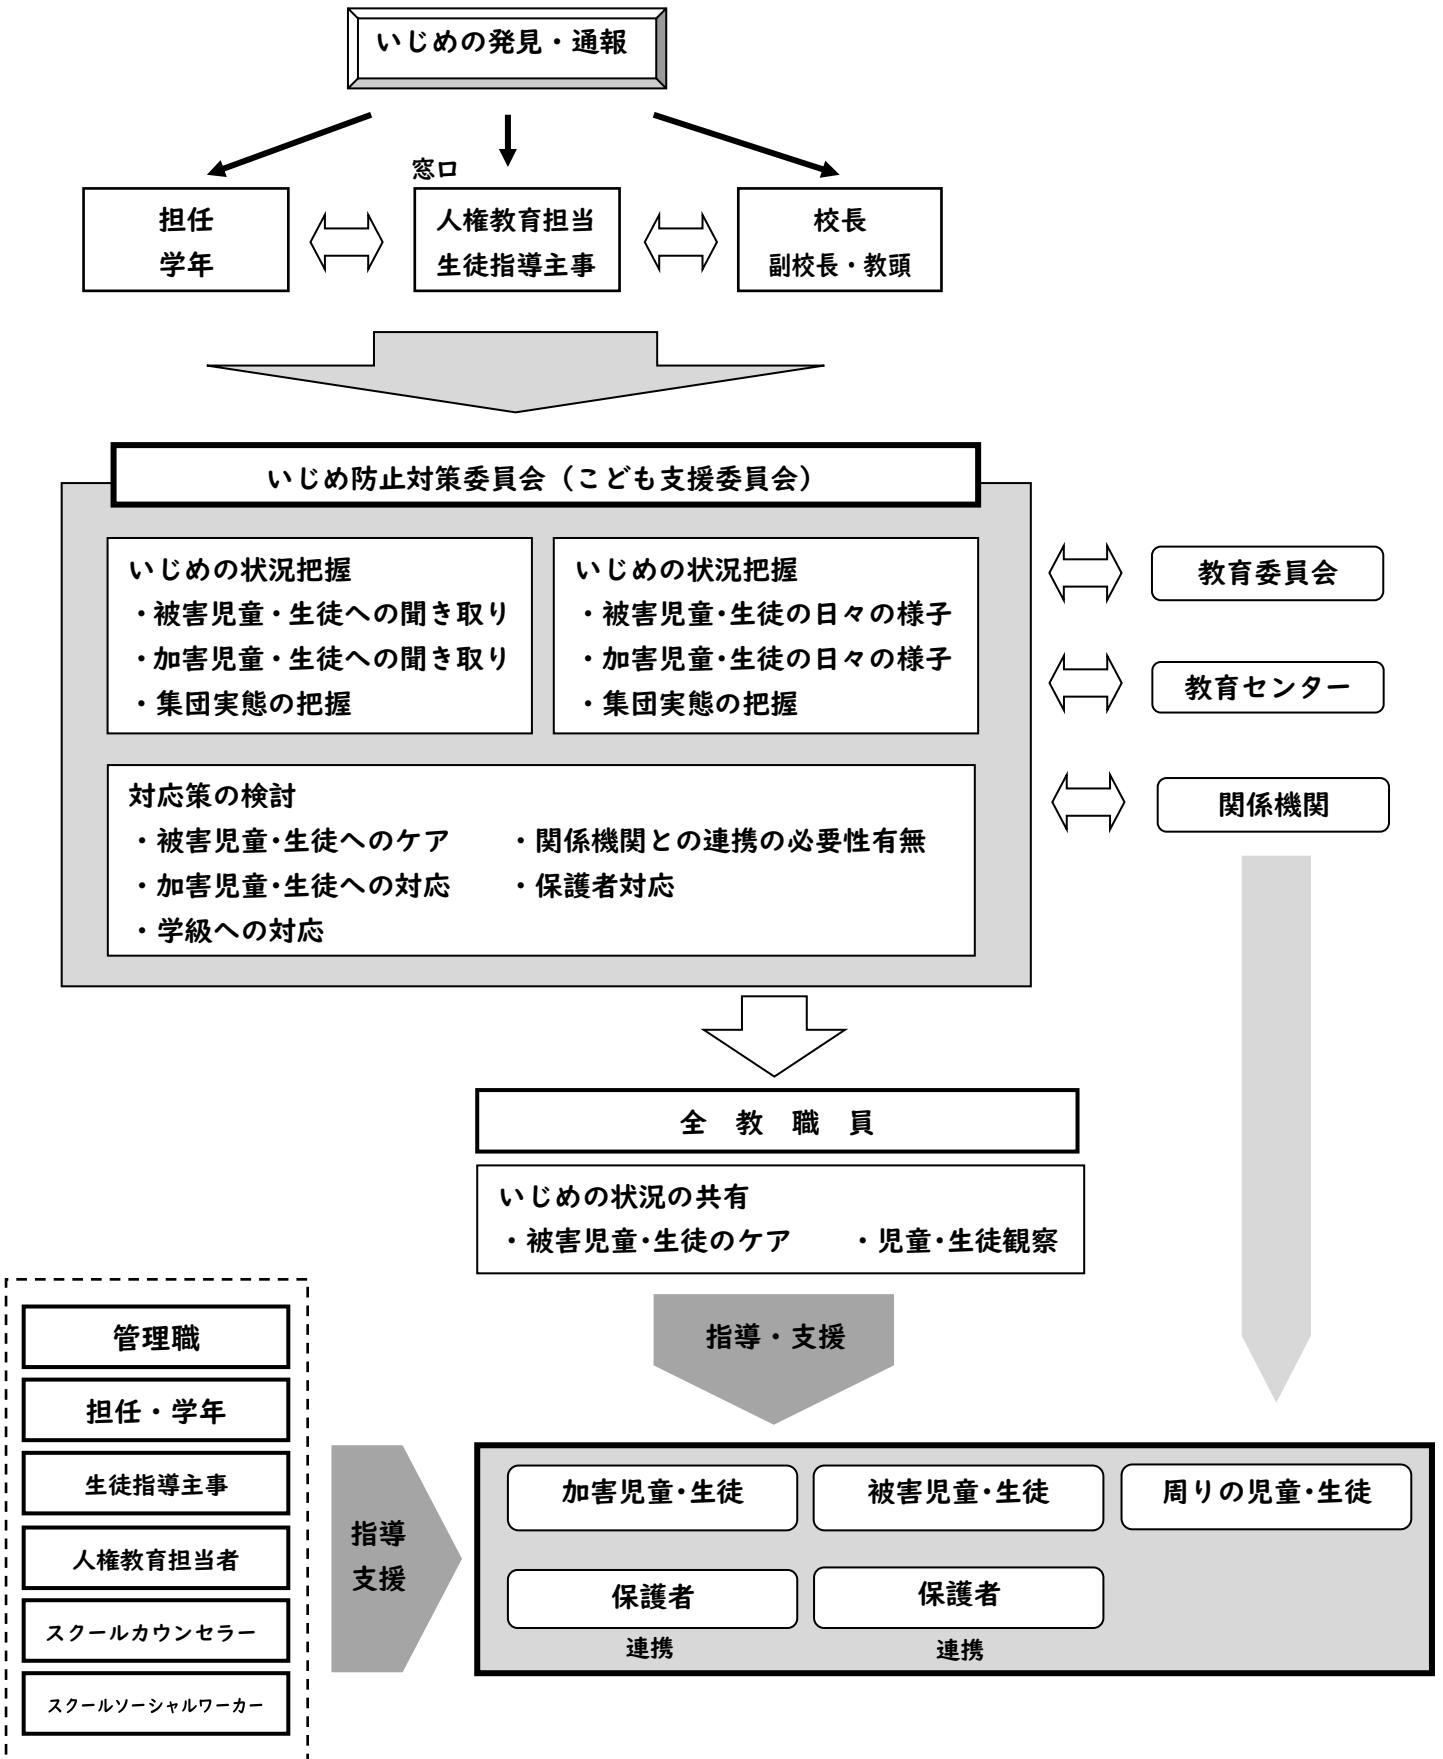 いじめの発見・通報
窓口
担任
学年
人権教育担当
生徒指導主事
校長
副校長・教頭
いじめ防止対策委員会（こども支援委員会）
いじめの状況把握
・被害児童・生徒への聞き取り
・加害児童・生徒への聞き取り
・集団実態の把握
いじめの状況把握
・被害児童・生徒の日々の様子
・加害児童・生徒の日々の様子
・集団実態の把握
教育委員会
教育センター
関係機関
対応策の検討
・被害児童・生徒へのケア　・関係機関との連携の必要性有無
・加害児童・生徒への対応　・保護者対応
・学級への対応
全　教　職　員
いじめの状況の共有
・被害児童・生徒のケア　・児童・生徒観察
指導・支援
管理職
担任・学年
生徒指導主事
人権教育担当者
スクールカウンセラー
スクールソーシャルワーカー
指導
支援
加害児童・生徒
被害児童・生徒
周りの児童・生徒
保護者
保護者
連携
連携